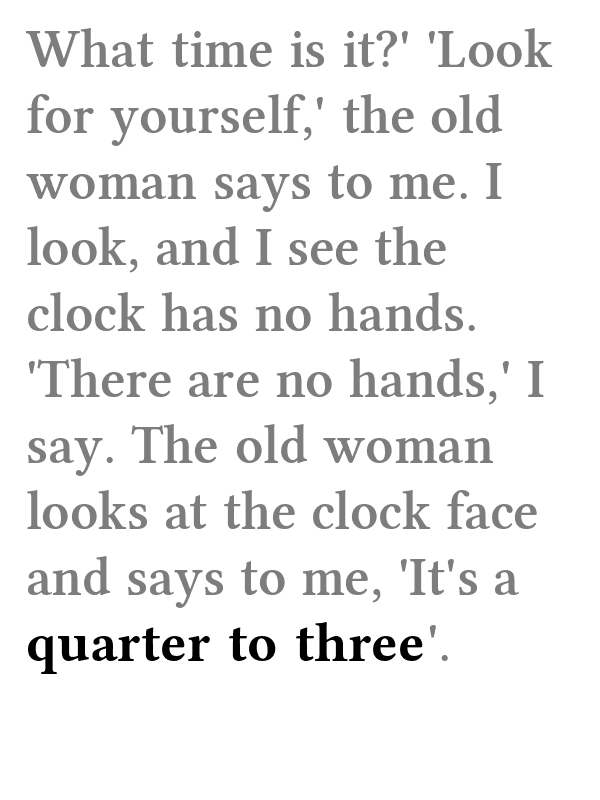 What time is it?' 'Look
for yourself,' the old
woman says to me. I
look, and I see the
clock has no hands.
'There are no hands,' I
say. The old woman
looks at the clock face
and says to me, 'It's a
quarter to three'.